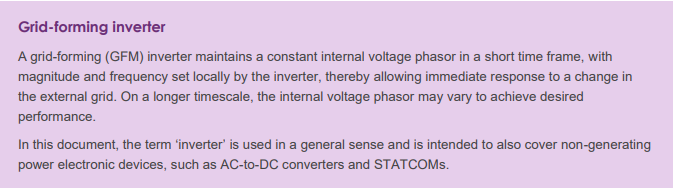 Grid-forming inverter
A grid-forming (GFM) inverter maintains a constant internal voltage phasor in a short time frame, with
magnitude and frequency set locally by the inverter, thereby allowing immediate response to a change in
the external grid. On a longer timescale, the internal voltage phasor may vary to achieve desired
performance.
In this document, the term ‘inverter’ is used in a general sense and is intended to also cover non-generating
power electronic devices, such as AC-to-DC converters and STATCOMs.